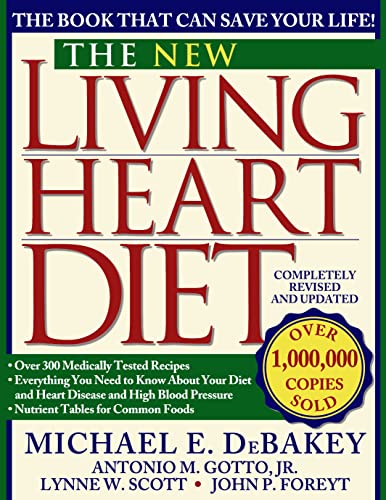 THE BOOK THAT CAN SAVE YOUR LIFE!
THE NEW
LIVING
HEART
DIET
COMPLETELY
REVISED
AND UPDATED
OVER
1,000,000
COPIES
SOLD
• Over 300 Medically Tested Recipes
• Everything You Need to Know About Your Diet
and Heart Disease and High Blood Pressure
• Nutrient Tables for Common Foods
MICHAEL E. DeBAKEY
ANTONIO M. GOTTO, JR.
LYNNE W. SCOTT • JOHN P. FOREYT